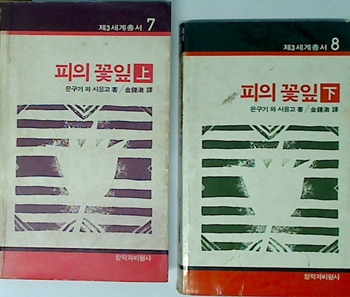 제3세계총서 7
피의 꽃잎 上
은구기 와 시옹고 著 / 金鍾澈 譯
창작과비평사
제3세계총서 8
피의 꽃잎 下
은구기 와 시옹고 著 / 金鍾澈 譯
창작과비평사